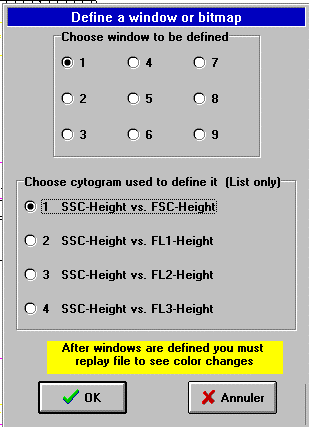 Define a window or bitmap
Choose window to be defined
1 4 7
2 5 8
3 6 9
Choose cytogram used to define it (List only)
1 SSC-Height vs. FSC-Height
2 SSC-Height vs. FL1-Height
3 SSC-Height vs. FL2-Height
4 SSC-Height vs. FL3-Height
After windows are defined you must
replay file to see color changes
OK Annuler